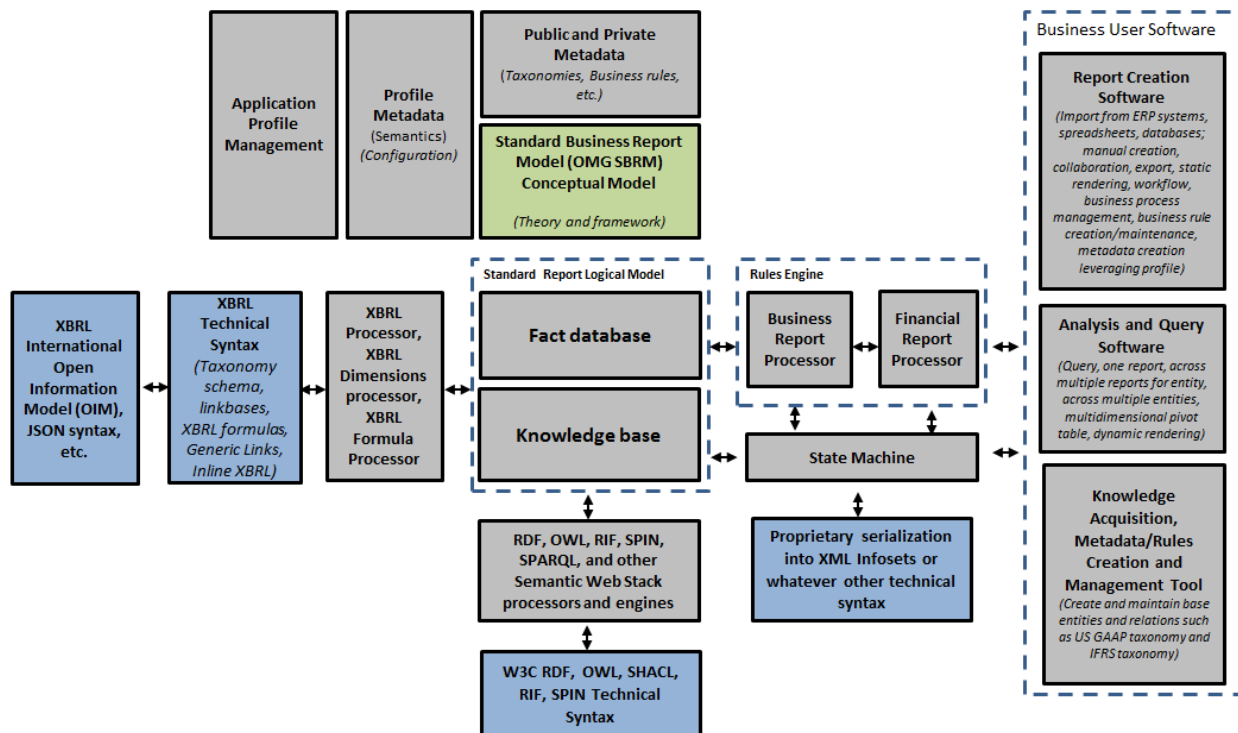 Application
Profile
Management
Profile
Metadata
(Semantics)
(Configuration)
Public and Private
Metadata
(Taxonomies, Business rules,
etc.)
Standard Business Report
Model (OMG SBRM)
Conceptual Model
(Theory and framework)
Business User Software
Report Creation
Software
(Import from ERP systems,
spreadsheets, databases;
manual creation,
collaboration, export, static
rendering, workflow,
business process
management, business rule
creation/maintenance,
metadata creation
leveraging profile)
XBRL
International
Open
Information
Model (OIM),
JSON syntax,
etc.
XBRL
Technical
Syntax
(Taxonomy
schema,
linkbases,
XBRL formulas,
Generic Links,
Inline XBRL)
XBRL
Processor,
XBRL
Dimensions
processor,
XBRL
Formula
Processor
Standard Report Logical Model
Fact database
Knowledge base
Rules Engine
Business
Report
Processor
Financial
Report
Processor
State Machine
Analysis and Query
Software
(Query, one report, across
multiple reports for entity,
across multiple entities,
multidimensional pivot
table, dynamic rendering)
Knowledge
Acquisition,
Metadata/Rules
Creation and
Management Tool
(Create and maintain base
entities and relations such
as US GAAP taxonomy and
IFRS taxonomy)
RDF, OWL, RIF, SPIN,
SPARQL, and other
Semantic Web Stack
processors and engines
Proprietary serialization
into XML Infosets or
whatever other technical
syntax
W3C RDF, OWL, SHACL,
RIF, SPIN Technical
Syntax